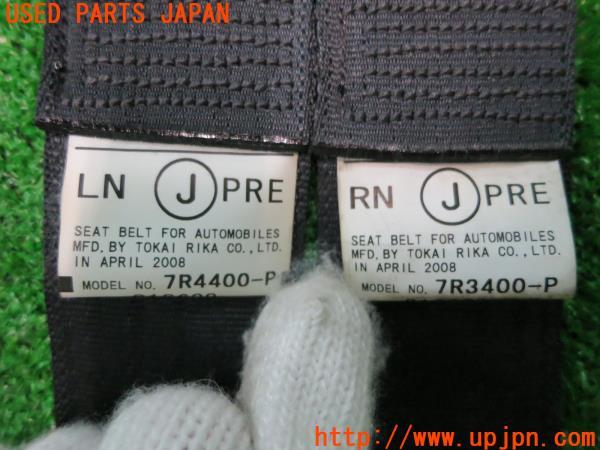 USED PARTS JAPAN
LN J PRE
SEAT BELT FOR AUTOMOBILES
MFD. BY TOKAI RIKA CO., LTD.
IN APRIL 2008
MODEL NO. 7R4400-P
RN J PRE
SEAT BELT FOR AUTOMOBILES
MFD. BY TOKAI RIKA CO., LTD.
IN APRIL 2008
MODEL NO. 7R3400-P
https://www.upjpn.com/